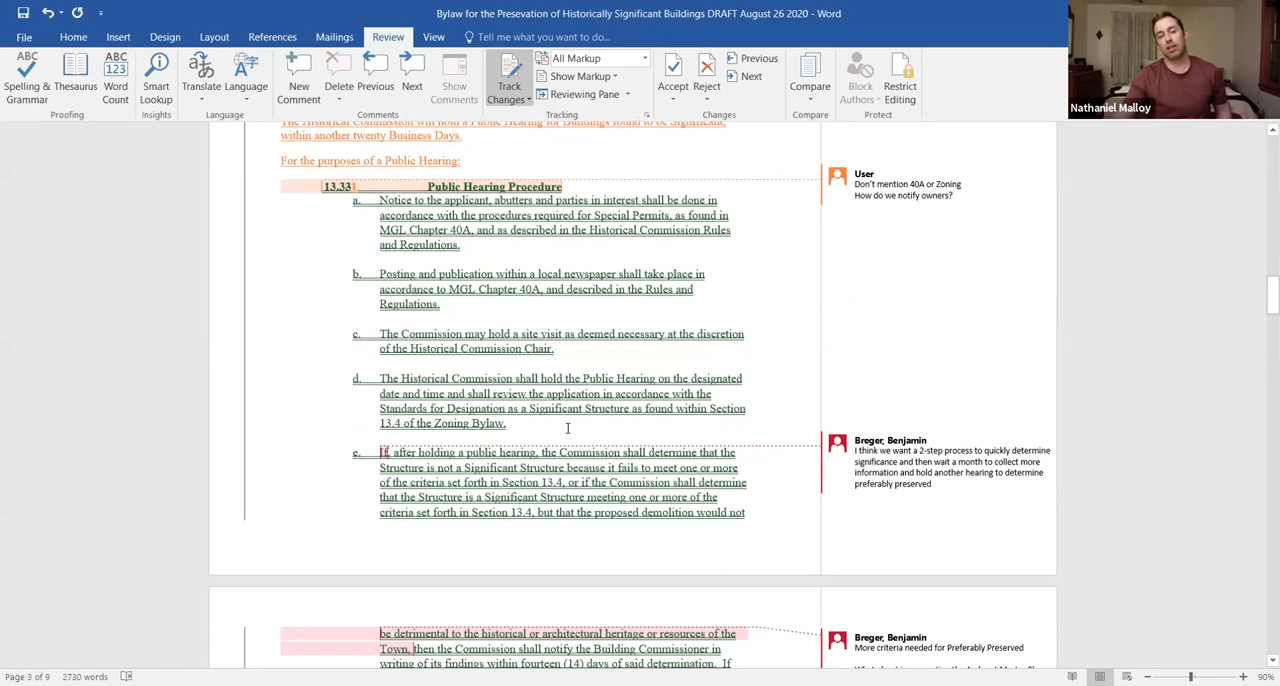 Bylaw for the Presevation of Historically Significant Buildings DRAFT August 26 2020 - Word
File Home Insert Design Layout References Mailings Review View Tell me what you want to do...
ABC Spelling & Grammar
Thesaurus
ABC 123 Word Count
Smart Lookup
Translate
Language
New Comment
Delete
Previous
Next
Show Comments
Track Changes
All Markup
Show Markup
Reviewing Pane
Accept
Reject
Previous
Next
Compare
Block Authors
Restrict Editing
Proofing Insights Language Comments Tracking Changes Compare Protect
Nathaniel Malloy
The Historical Commission will hold a Public Hearing for Buildings found to be Significant,
within another twenty Business Days.
For the purposes of a Public Hearing:
13.331 Public Hearing Procedure
a. Notice to the applicant, abutters and parties in interest shall be done in
accordance with the procedures required for Special Permits, as found in
MGL Chapter 40A, and as described in the Historical Commission Rules
and Regulations.
b. Posting and publication within a local newspaper shall take place in
accordance to MGL Chapter 40A, and described in the Rules and
Regulations.
c. The Commission may hold a site visit as deemed necessary at the discretion
of the Historical Commission Chair.
d. The Historical Commission shall hold the Public Hearing on the designated
date and time and shall review the application in accordance with the
Standards for Designation as a Significant Structure as found within Section
13.4 of the Zoning Bylaw.
e. If, after holding a public hearing, the Commission shall determine that the
Structure is not a Significant Structure because it fails to meet one or more
of the criteria set forth in Section 13.4, or if the Commission shall determine
that the Structure is a Significant Structure meeting one or more of the
criteria set forth in Section 13.4, but that the proposed demolition would not
be detrimental to the historical or architectural heritage or resources of the
Town, then the Commission shall notify the Building Commissioner in
writing of its findings within fourteen (14) days of said determination. If
User
Don't mention 40A or Zoning
How do we notify owners?
Breger, Benjamin
I think we want a 2-step process to quickly determine
significance and then wait a month to collect more
information and hold another hearing to determine
preferably preserved
Breger, Benjamin
More criteria needed for Preferably Preserved
Page 3 of 9 2730 words
90%